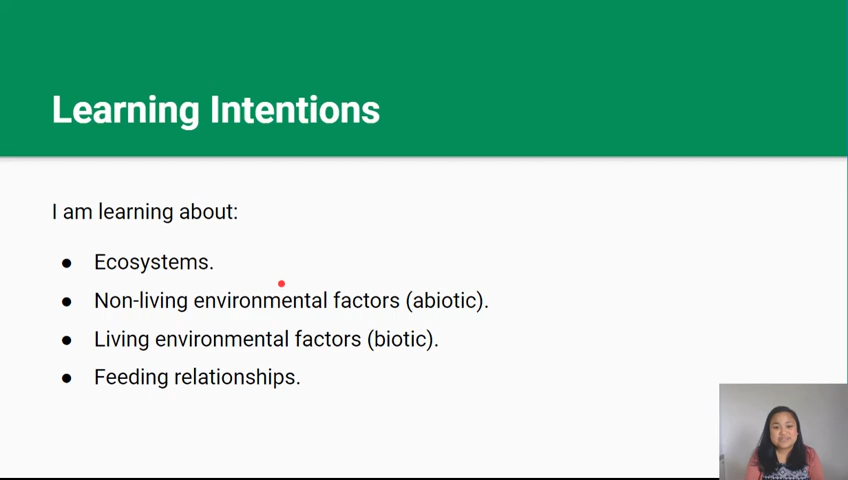 Learning Intentions
I am learning about:
● Ecosystems.
● Non-living environmental factors (abiotic).
● Living environmental factors (biotic).
● Feeding relationships.